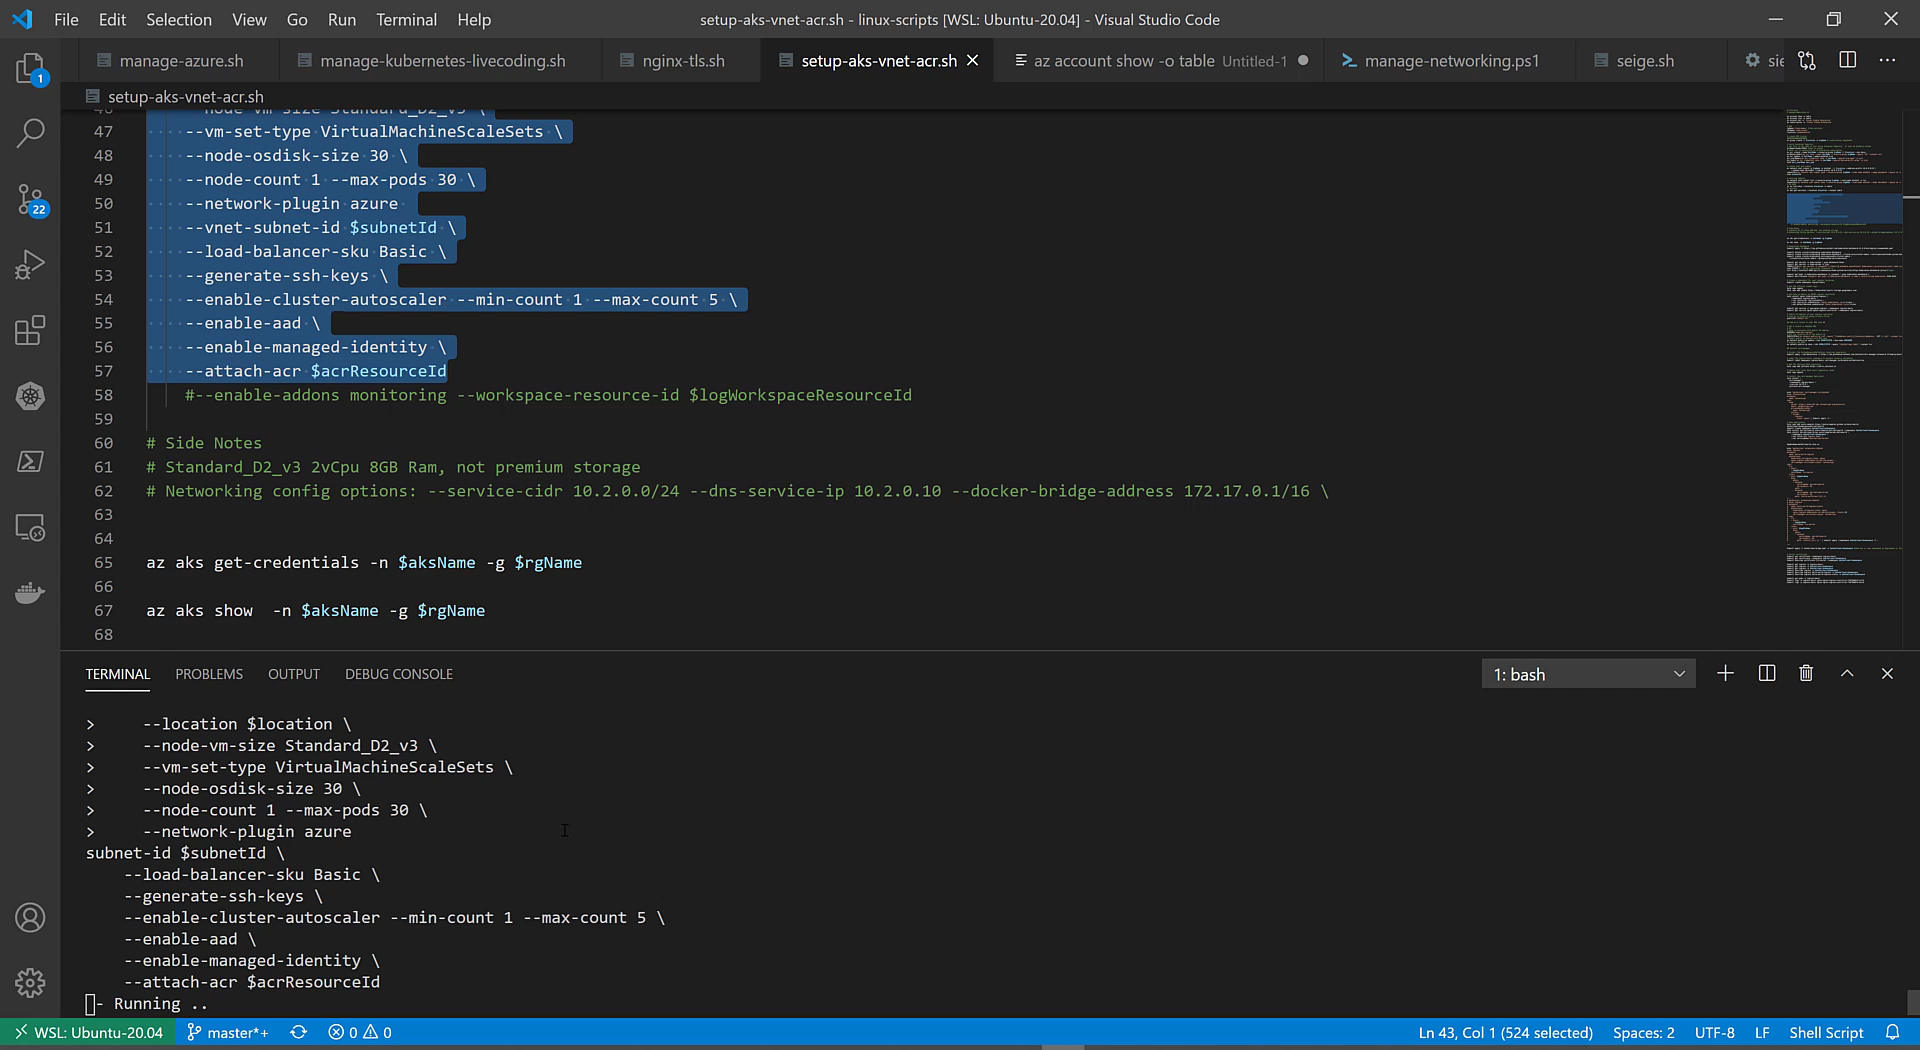 File Edit Selection View Go Run Terminal Help
setup-aks-vnet-acr.sh - linux-scripts [WSL: Ubuntu-20.04] - Visual Studio Code
manage-azure.sh manage-kubernetes-livecoding.sh nginx-tls.sh setup-aks-vnet-acr.sh az account show -o table Untitled-1 manage-networking.ps1 seige.sh sie
setup-aks-vnet-acr.sh
46 --node-vm-size Standard_D2_v3 \
47 --vm-set-type VirtualMachineScaleSets \
48 --node-osdisk-size 30 \
49 --node-count 1 --max-pods 30 \
50 --network-plugin azure
51 --vnet-subnet-id $subnetId \
52 --load-balancer-sku Basic \
53 --generate-ssh-keys \
54 --enable-cluster-autoscaler --min-count 1 --max-count 5 \
55 --enable-aad \
56 --enable-managed-identity \
57 --attach-acr $acrResourceId
58 #--enable-addons monitoring --workspace-resource-id $logWorkspaceResourceId
59
60 # Side Notes
61 # Standard_D2_v3 2vCpu 8GB Ram, not premium storage
62 # Networking config options: --service-cidr 10.2.0.0/24 --dns-service-ip 10.2.0.10 --docker-bridge-address 172.17.0.1/16 \
63
64
65 az aks get-credentials -n $aksName -g $rgName
66
67 az aks show -n $aksName -g $rgName
68
1
22
TERMINAL PROBLEMS OUTPUT DEBUG CONSOLE 1: bash
> --location $location \
> --node-vm-size Standard_D2_v3 \
> --vm-set-type VirtualMachineScaleSets \
> --node-osdisk-size 30 \
> --node-count 1 --max-pods 30 \
> --network-plugin azure
subnet-id $subnetId \
--load-balancer-sku Basic \
--generate-ssh-keys \
--enable-cluster-autoscaler --min-count 1 --max-count 5 \
--enable-aad \
--enable-managed-identity \
--attach-acr $acrResourceId
- Running ..
WSL: Ubuntu-20.04 master*+ 0 0 Ln 43, Col 1 (524 selected) Spaces: 2 UTF-8 LF Shell Script